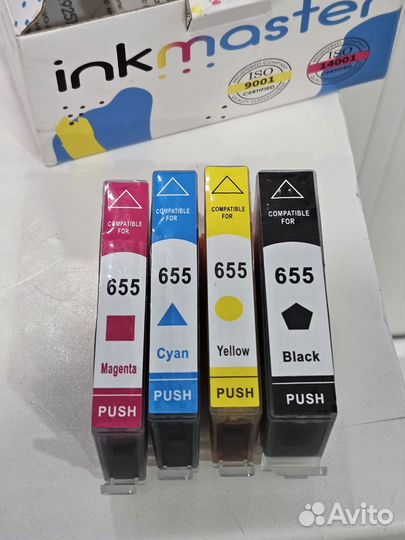 inkmaster
ISO
9001
CERTIFIED
ISO
14001
CERTIFIED
COMPATIBLE
FOR
655
Magenta
PUSH
COMPATIBLE
FOR
655
Cyan
PUSH
COMPATIBLE
FOR
655
Yellow
PUSH
COMPATIBLE
FOR
655
Black
PUSH
Avito